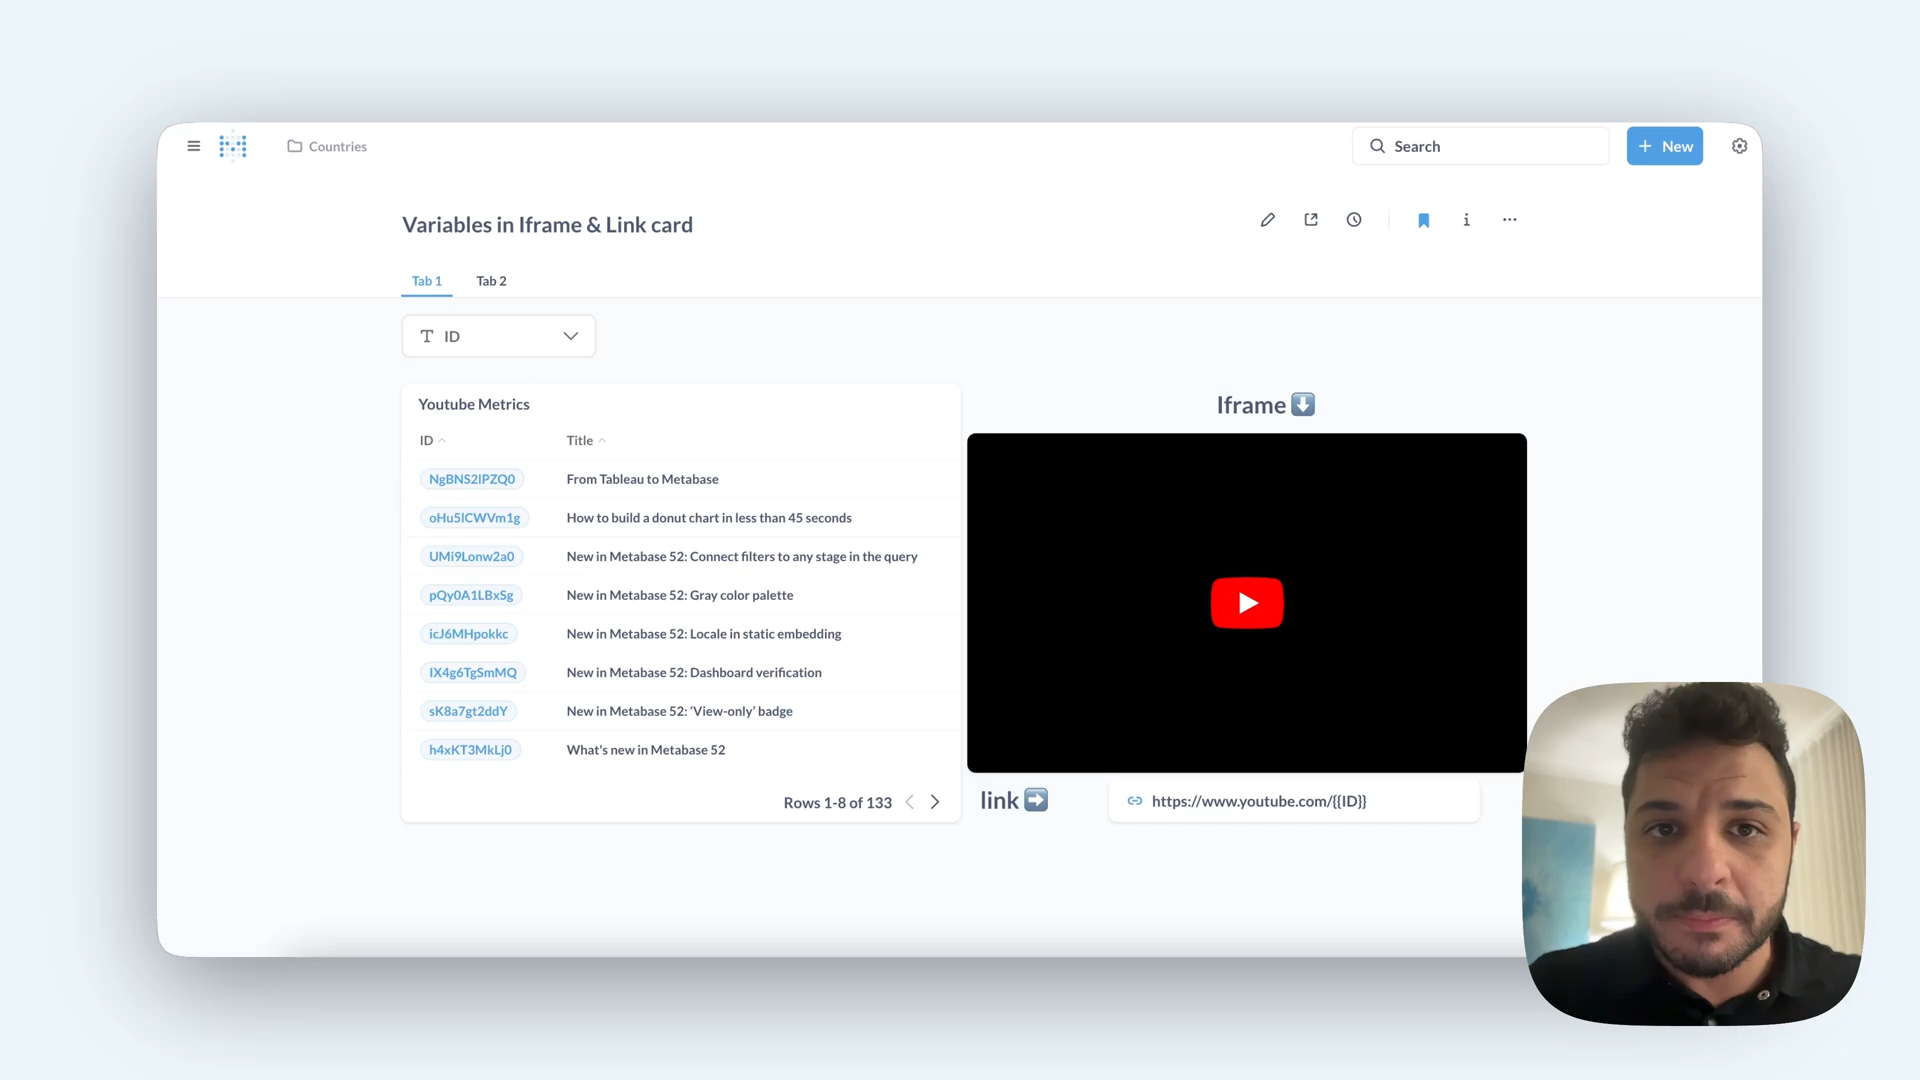 Countries
Search
+ New
Variables in Iframe & Link card
Tab 1 Tab 2
ID
Youtube Metrics
ID Title
NgBNS2lPZQ0 From Tableau to Metabase
oHu5lCWVm1g How to build a donut chart in less than 45 seconds
UMi9Lonw2a0 New in Metabase 52: Connect filters to any stage in the query
pQy0A1LBxSg New in Metabase 52: Gray color palette
icJ6MHpokkc New in Metabase 52: Locale in static embedding
IX4g6TgSmMQ New in Metabase 52: Dashboard verification
sK8a7gt2ddY New in Metabase 52: ‘View-only’ badge
h4xKT3MkLj0 What's new in Metabase 52
Rows 1-8 of 133
Iframe ⬇️
link ➡️
https://www.youtube.com/{{ID}}